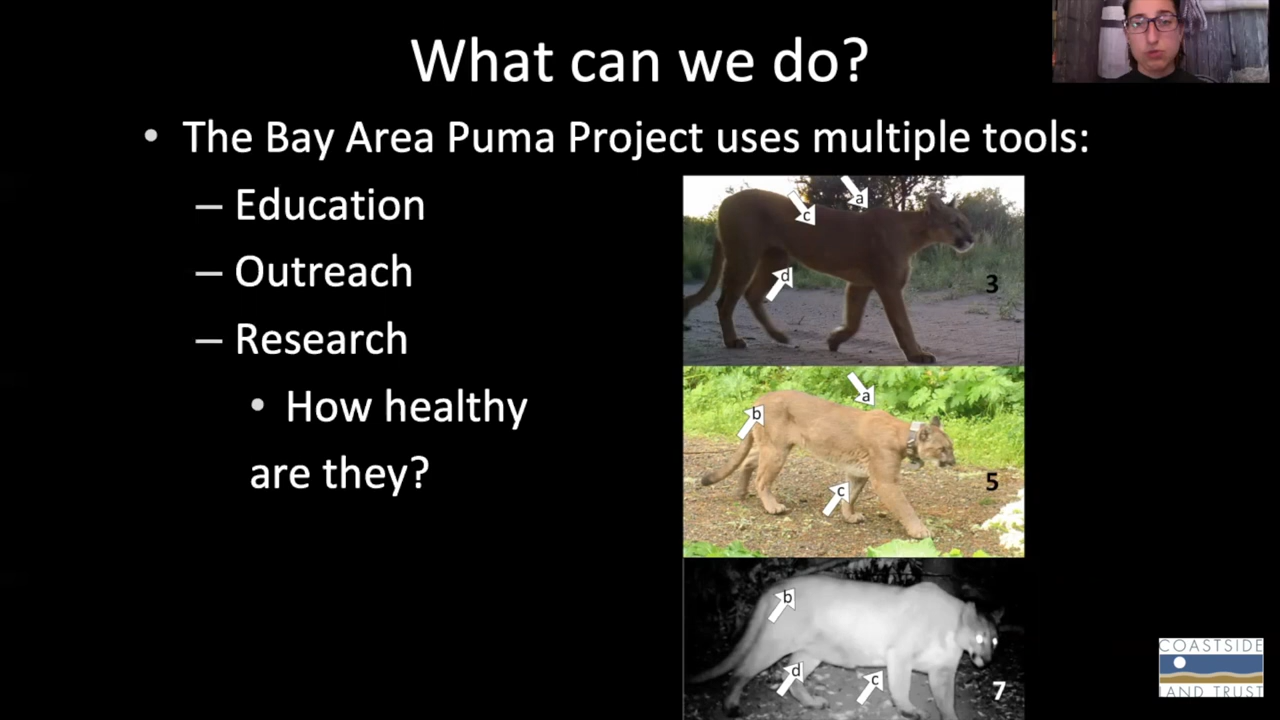 What can we do?
• The Bay Area Puma Project uses multiple tools:
– Education
– Outreach
– Research
• How healthy
are they?
a
c
d
3
a
b
c
5
b
d
c
7
COASTSIDE
LAND TRUST